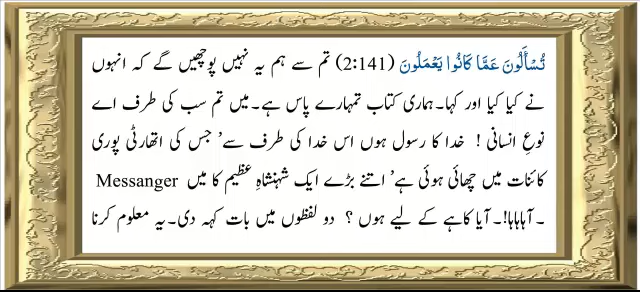 تُسْأَلُونَ عَمَّا كَانُوا يَعْمَلُونَ (2:141) تم سے ہم یہ نہیں پوچھیں گے کہ انہوں
نے کیا کیا اور کہا۔ہماری کتاب تمہارے پاس ہے۔میں تم سب کی طرف اے
نوعِ انسانی ! خدا کا رسول ہوں اس خدا کی طرف سے’ جس کی اتھارٹی پوری
کائنات میں چھائی ہوئی ہے’ اتنے بڑے ایک شہنشاہِ عظیم کا میں Messanger
۔آہاہاہا!۔آیا کاہے کے لیے ہوں ؟ دو لفظوں میں بات کہہ دی۔یہ معلوم کرنا